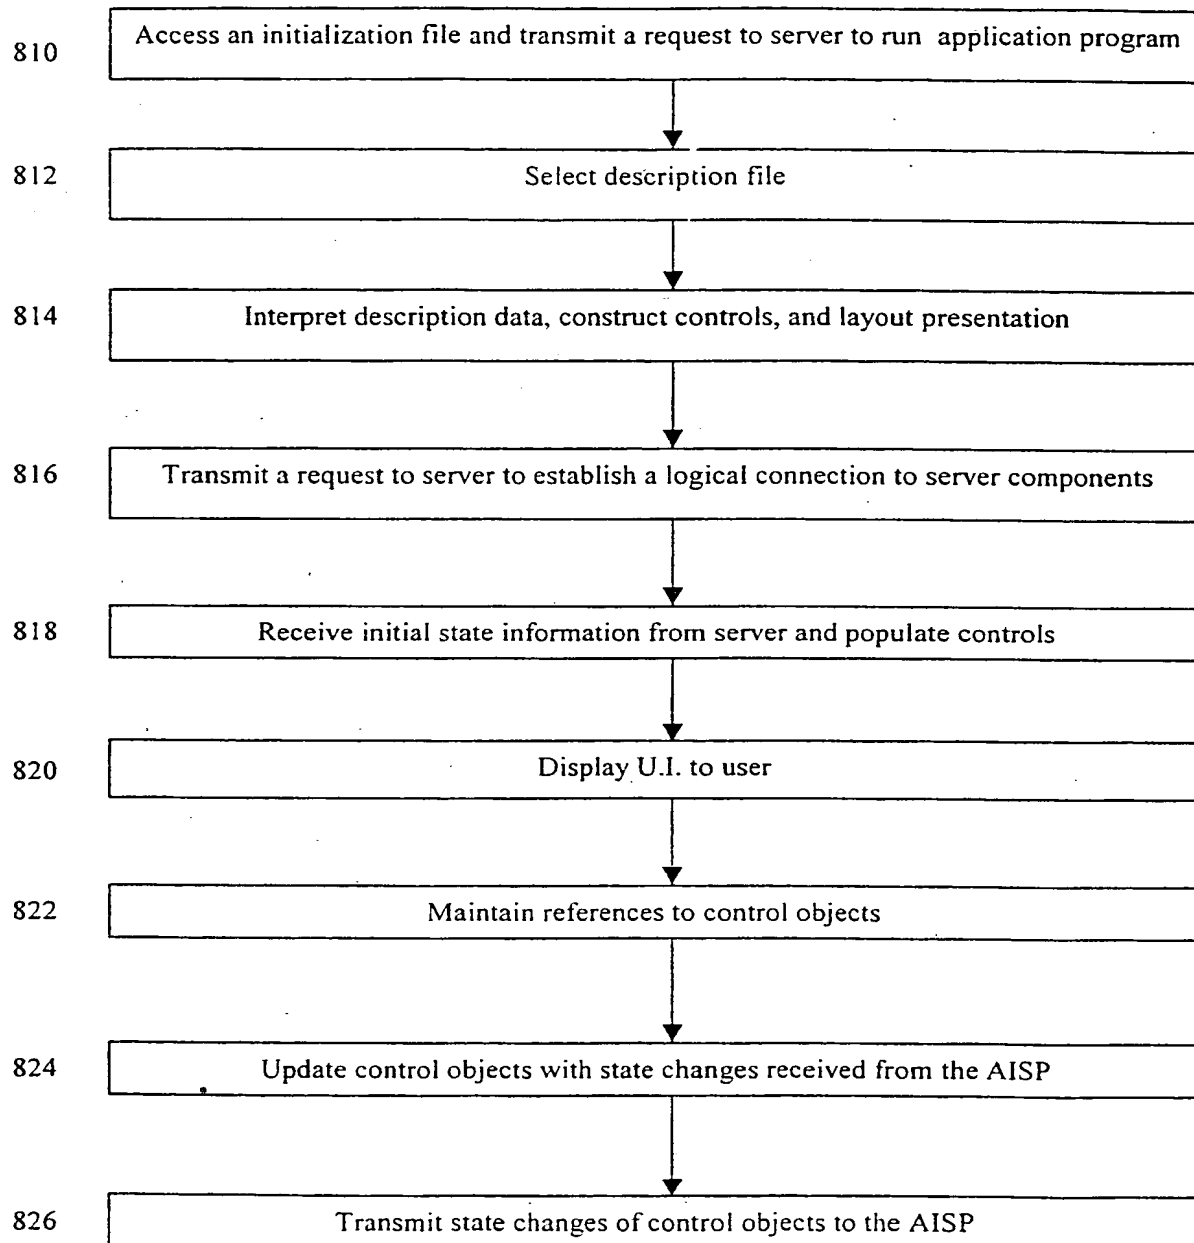 810 Access an initialization file and transmit a request to server to run application program
812 Select description file
814 Interpret description data, construct controls, and layout presentation
816 Transmit a request to server to establish a logical connection to server components
818 Receive initial state information from server and populate controls
820 Display U.I. to user
822 Maintain references to control objects
824 Update control objects with state changes received from the AISP
826 Transmit state changes of control objects to the AISP